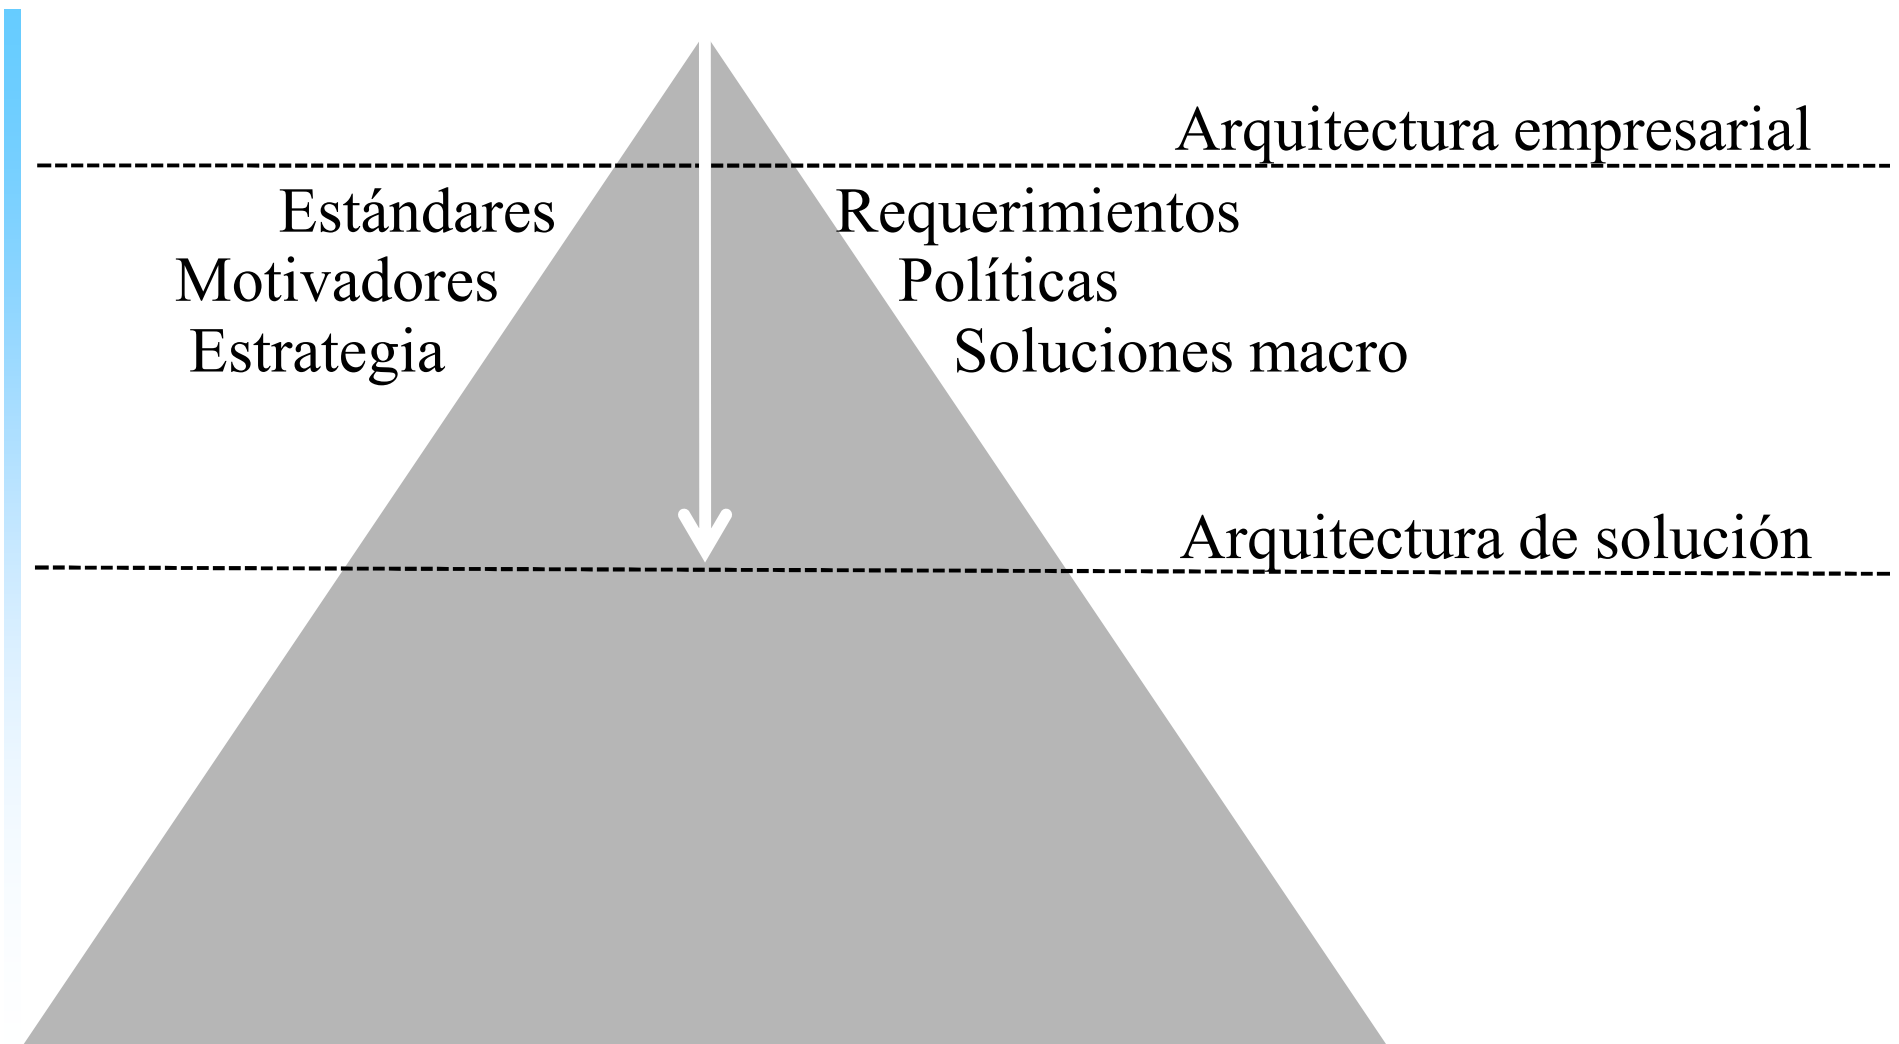 Arquitectura empresarial
Estándares
Requerimientos
Motivadores
Políticas
Estrategia
Soluciones macro
Arquitectura de solución